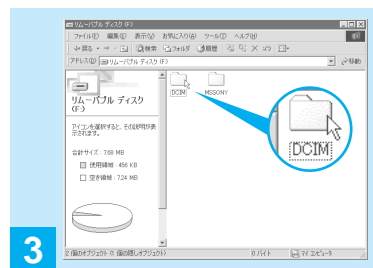 リムーバブル ディスク (F:)
ファイル(F) 編集(E) 表示(V) お気に入り(A) ツール(T) ヘルプ(H)
戻る 検索 フォルダ 履歴
アドレス(D) リムーバブル ディスク (F:) 移動
リムーバブル ディスク
(F:)
DCIM MSSONY
DCIM
アイコンを選択すると、その説明が表
示されます。
合計サイズ : 7.68 MB
使用領域 : 456 KB
空き領域 : 7.24 MB
2 個のオブジェクト (1 個の隠しオブジェクト) 0 バイト マイ コンピュータ
3